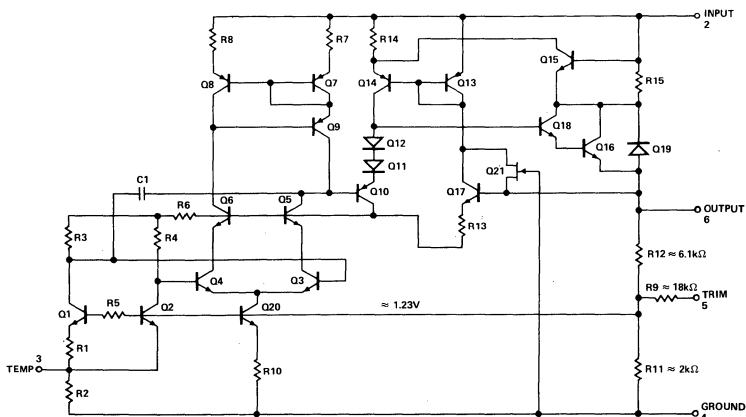 INPUT
2
R8
R7
R14
Q15
R15
Q8
Q7
Q14
Q13
Q9
Q12
Q18
Q16
Q19
Q11
C1
Q21
Q10
Q17
R6
Q6
Q5
OUTPUT
6
R3
R4
R13
R12 ≈ 6.1kΩ
Q4
Q3
R9 ≈ 18kΩ
TRIM
5
R5
≈ 1.23V
Q1
Q2
Q20
R1
TEMP
3
R10
R11 ≈ 2kΩ
R2
GROUND